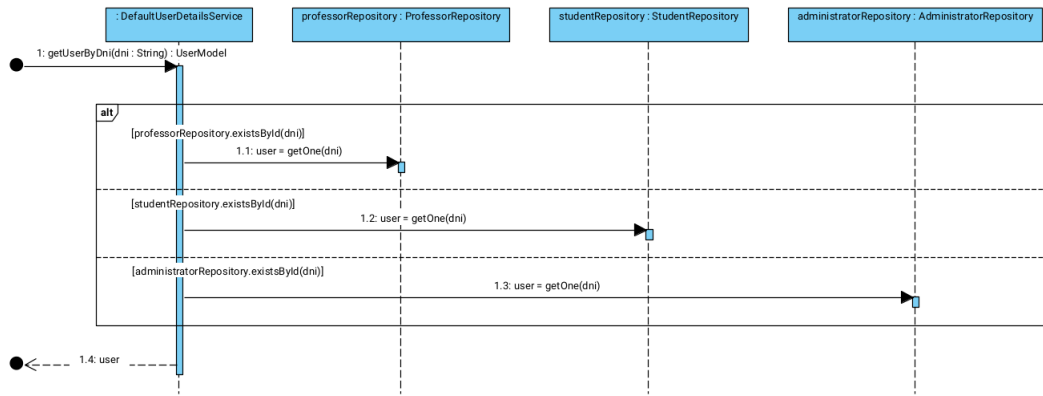 : DefaultUserDetailsService
professorRepository : ProfessorRepository
studentRepository : StudentRepository
administratorRepository : AdministratorRepository
1: getUserByDni(dni : String) : UserModel
alt
[professorRepository.existsById(dni)]
1.1: user = getOne(dni)
[studentRepository.existsById(dni)]
1.2: user = getOne(dni)
[administratorRepository.existsById(dni)]
1.3: user = getOne(dni)
1.4: user